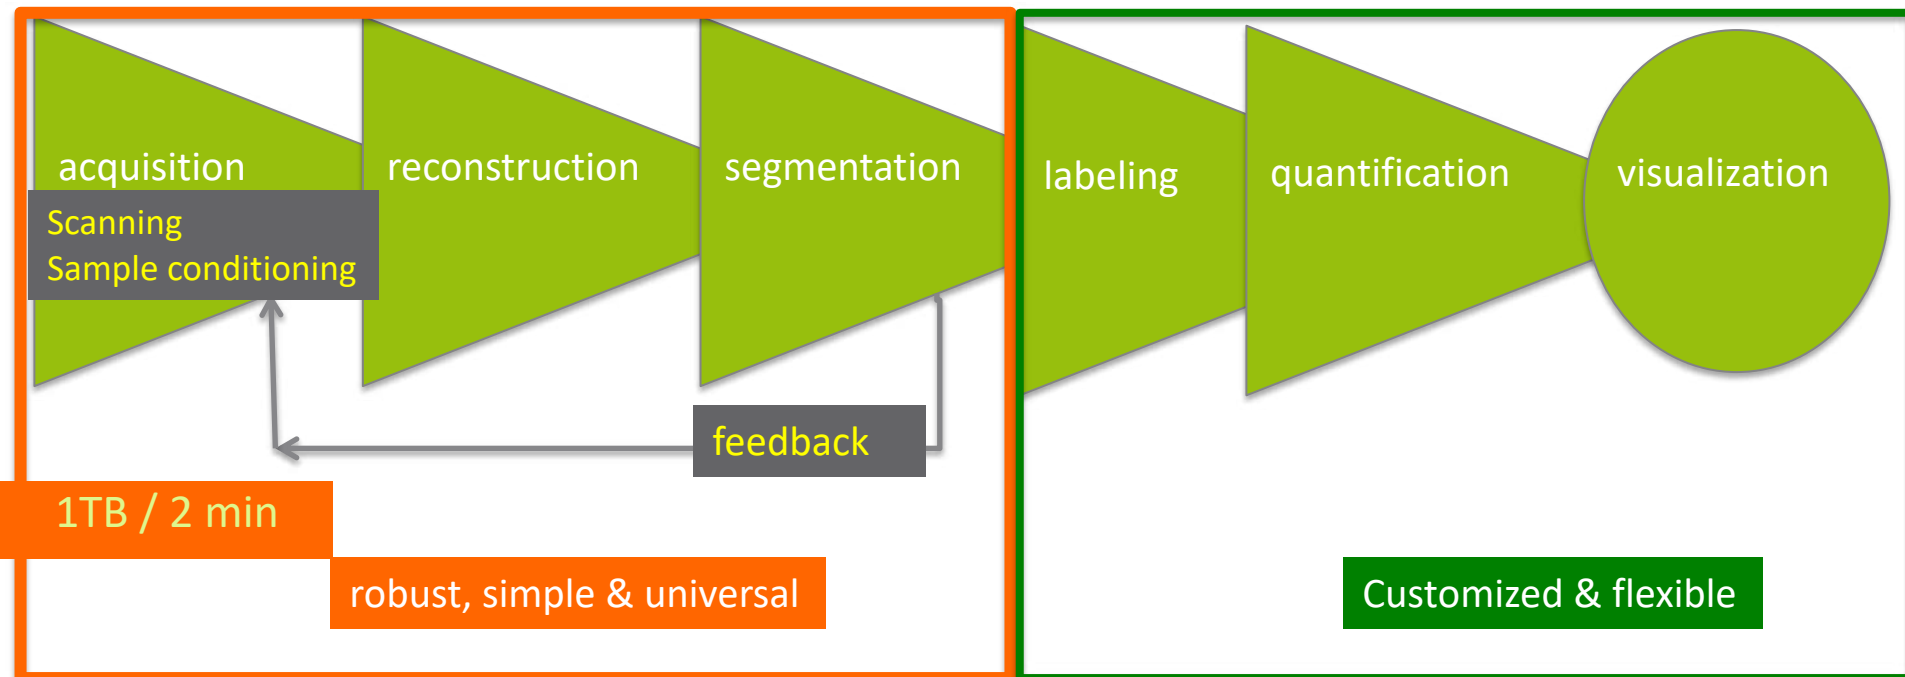 acquisition
reconstruction
segmentation
labeling
quantification
visualization
Scanning
Sample conditioning
feedback
1TB / 2 min
robust, simple & universal
Customized & flexible